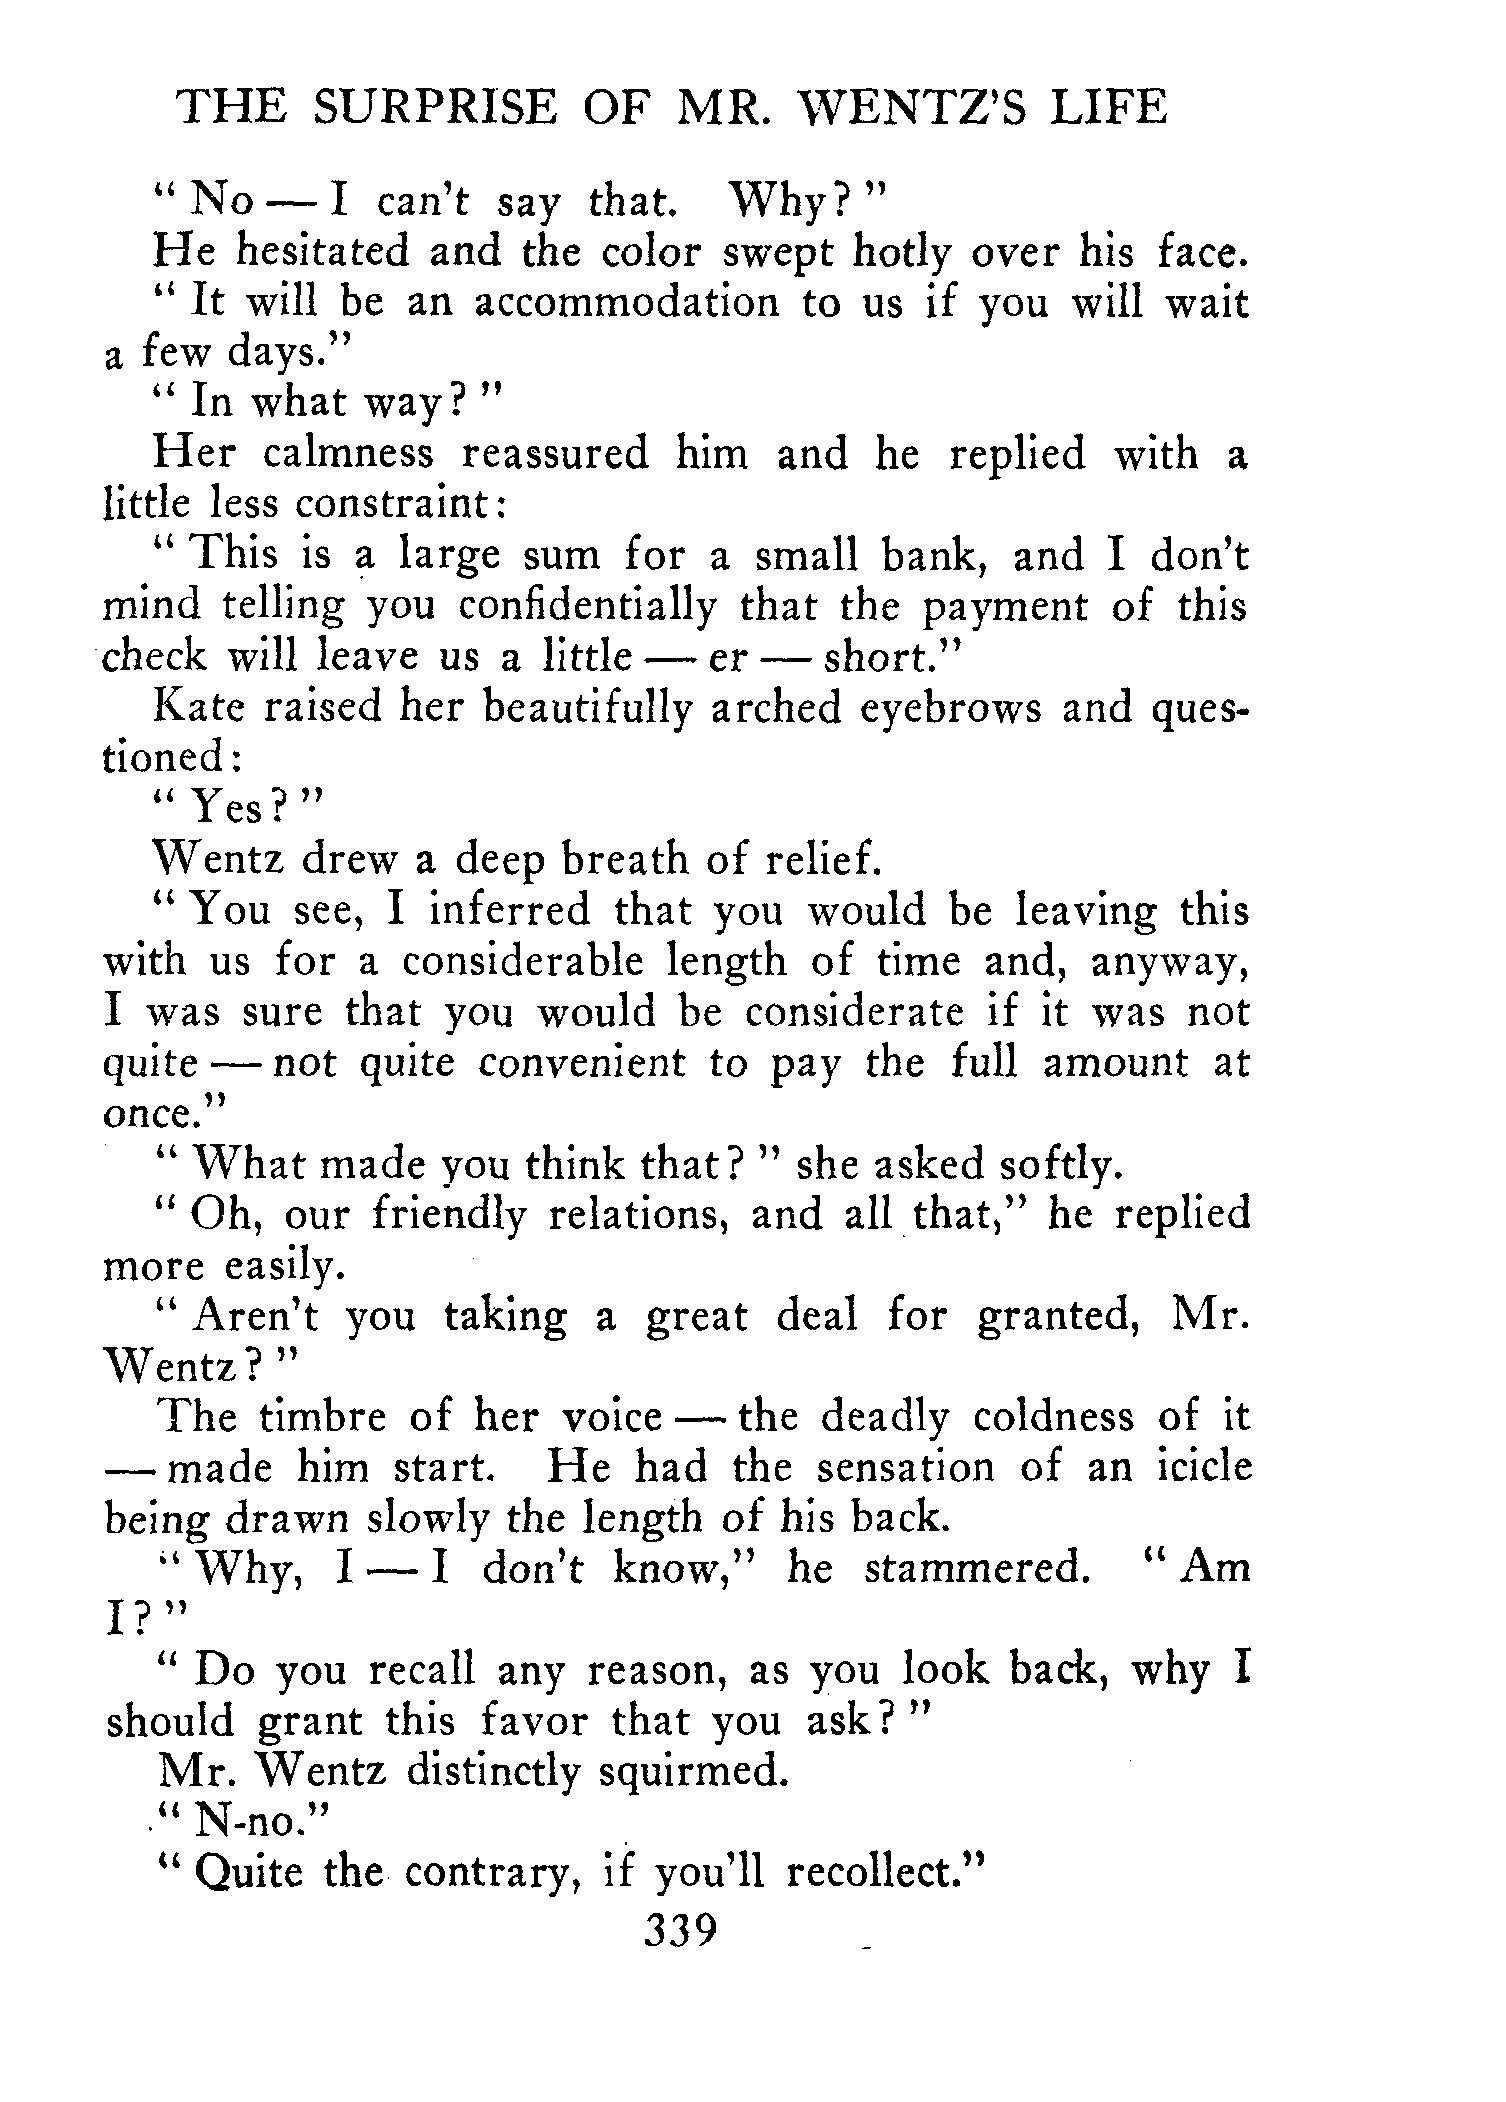 THE SURPRISE OF MR. WENTZ'S LIFE
" No — I can't say that. Why? "
He hesitated and the color swept hotly over his face.
" It will be an accommodation to us if you will wait
a few days."
" In what way? "
Her calmness reassured him and he replied with a
little less constraint:
" This is a large sum for a small bank, and I don't
mind telling you confidentially that the payment of this
check will leave us a little — er — short."
Kate raised her beautifully arched eyebrows and ques-
tioned:
" Yes? "
Wentz drew a deep breath of relief.
" You see, I inferred that you would be leaving this
with us for a considerable length of time and, anyway,
I was sure that you would be considerate if it was not
quite — not quite convenient to pay the full amount at
once."
" What made you think that? " she asked softly.
" Oh, our friendly relations, and all that," he replied
more easily.
" Aren't you taking a great deal for granted, Mr.
Wentz? "
The timbre of her voice — the deadly coldness of it
— made him start. He had the sensation of an icicle
being drawn slowly the length of his back.
" Why, I — I don't know," he stammered. " Am
I? "
" Do you recall any reason, as you look back, why I
should grant this favor that you ask? "
Mr. Wentz distinctly squirmed.
" N-no."
" Quite the contrary, if you'll recollect."
339